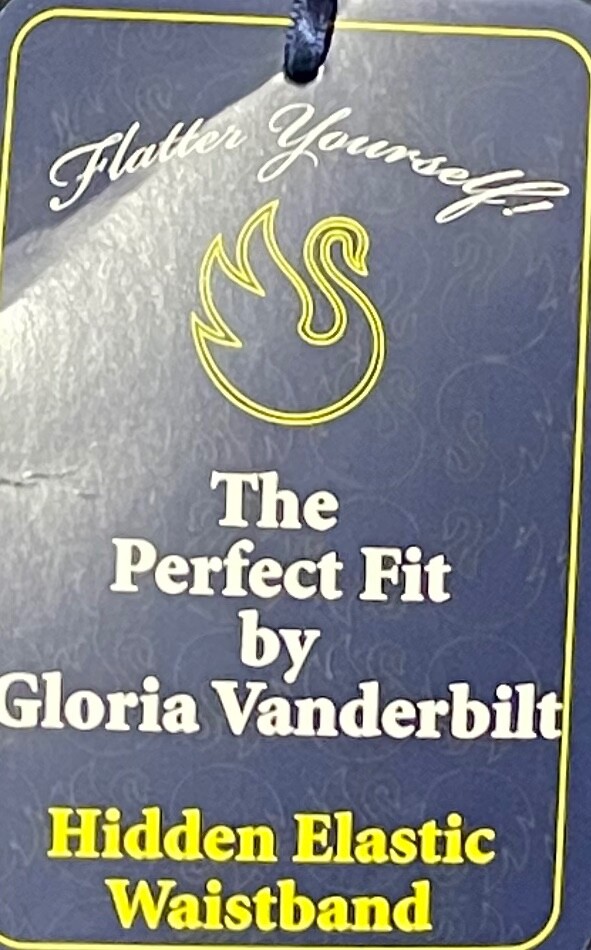 Flatter Yourself!
The
Perfect Fit
by
Gloria Vanderbilt
Hidden Elastic
Waistband